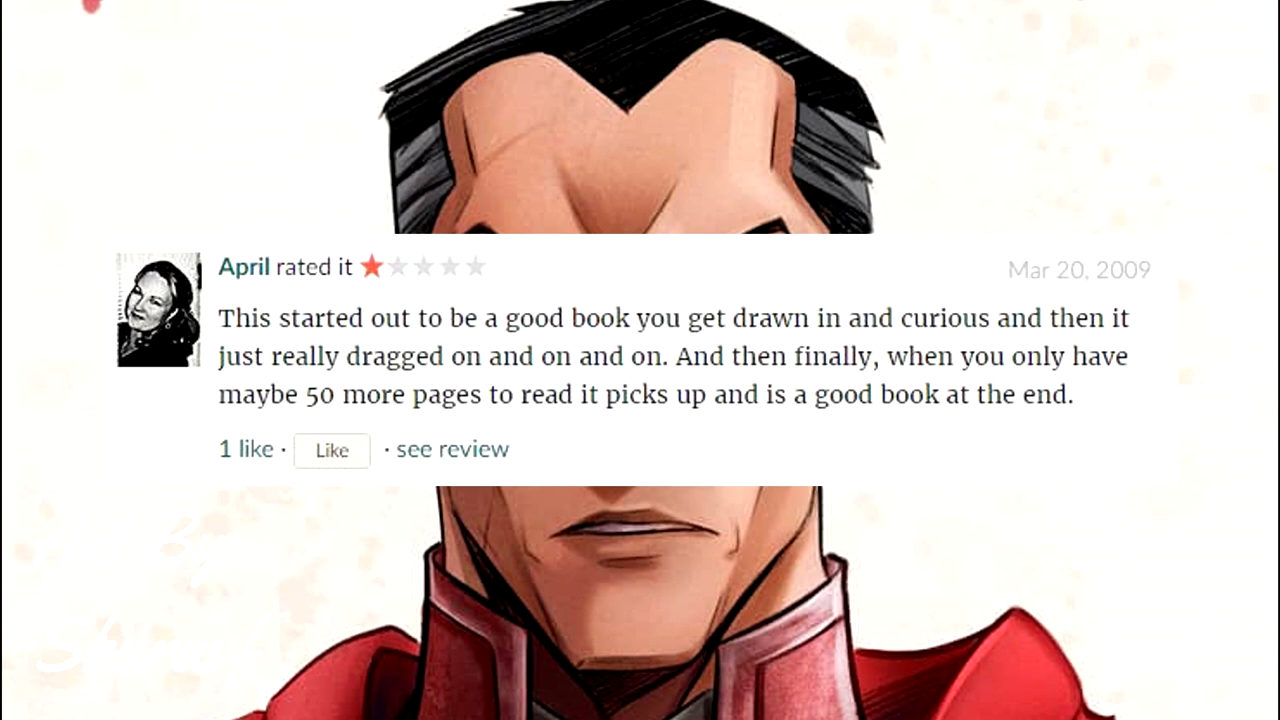 April rated it
Mar 20, 2009
This started out to be a good book you get drawn in and curious and then it
just really dragged on and on and on. And then finally, when you only have
maybe 50 more pages to read it picks up and is a good book at the end.
1 like · Like · see review